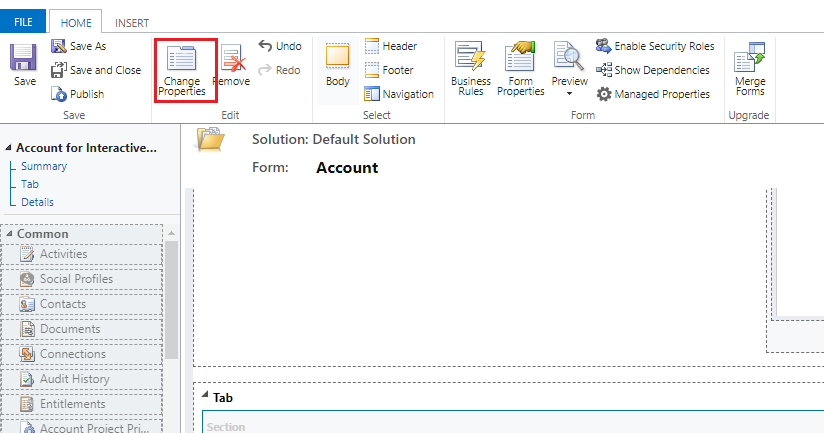 FILE HOME INSERT
Save
Save As
Save and Close
Publish
Save
Change
Properties
Remove
Undo
Redo
Edit
Body
Header
Footer
Navigation
Select
Business
Rules
Form
Properties
Preview
Enable Security Roles
Show Dependencies
Managed Properties
Form
Merge
Forms
Upgrade
Account for Interactive...
Summary
Tab
Details
Common
Activities
Social Profiles
Contacts
Documents
Connections
Audit History
Entitlements
Account Project Pri...
Solution: Default Solution
Form: Account
Tab
Section